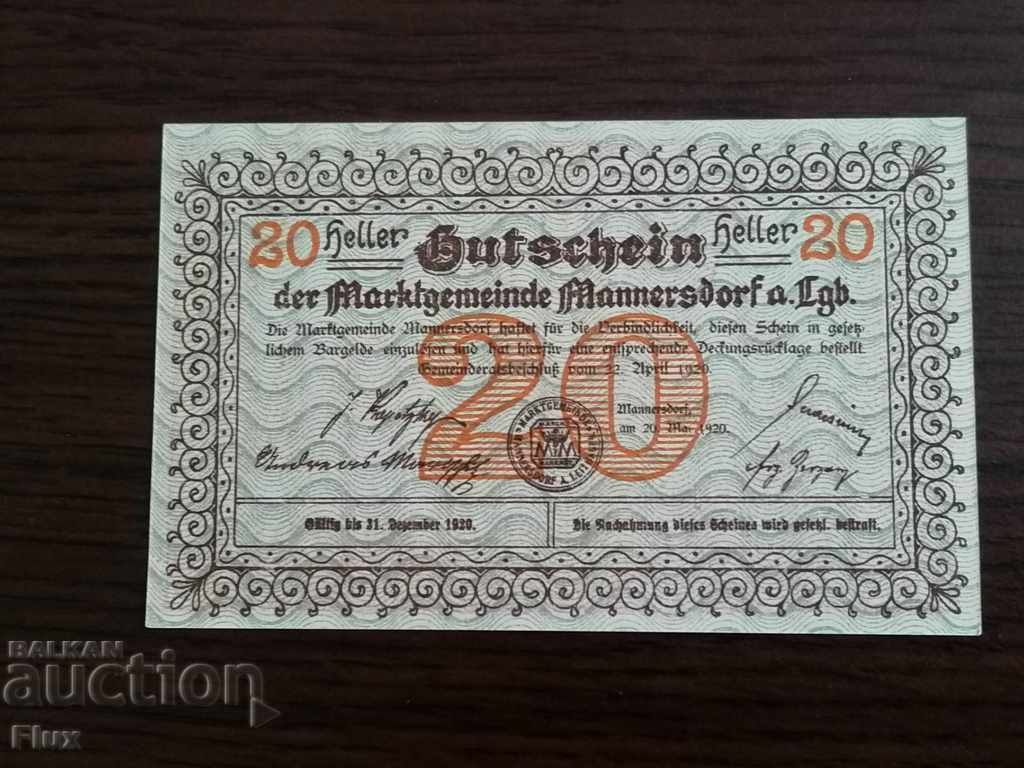 20 Heller Gutschein Heller 20
der Marktgemeinde Mannersdorf a. Lgb.
Die Marktgemeinde Mannersdorf haftet für die Verbindlichkeit, diesen Schein in gesetz-
lichem Bargelde einzulösen und hat hierfür eine entsprechende Deckungsrücklage bestellt
Gemeinderatsbeschluß vom 22. April 1920.
20
Mannersdorf,
am 20. Mai 1920.
Andreas
Gültig bis 31. Dezember 1920.
Die Nachahmung dieses Scheines wird gesetzl. bestraft.
BALKAN
auction
Flux